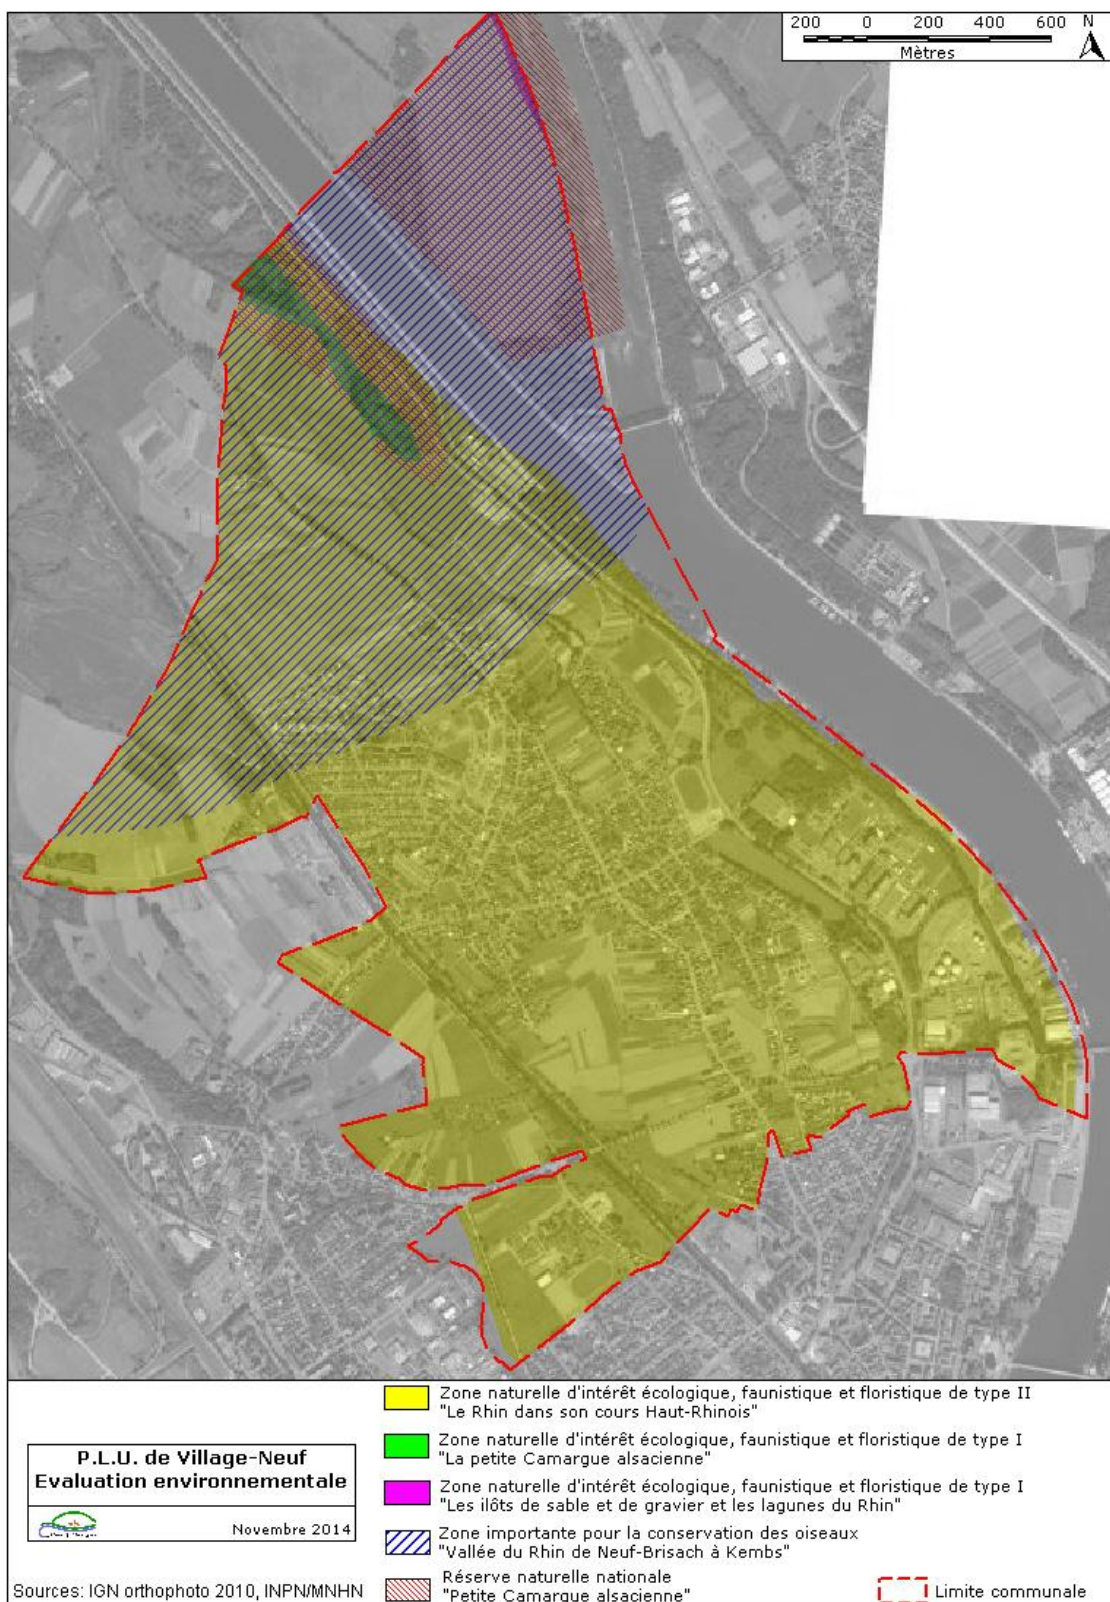 200 0 200 400 600 N
Mètres
Zone naturelle d'intérêt écologique, faunistique et floristique de type II
"Le Rhin dans son cours Haut-Rhinois"
Zone naturelle d'intérêt écologique, faunistique et floristique de type I
"La petite Camargue alsacienne"
Zone naturelle d'intérêt écologique, faunistique et floristique de type I
"Les ilôts de sable et de gravier et les lagunes du Rhin"
Zone importante pour la conservation des oiseaux
"Vallée du Rhin de Neuf-Brisach à Kembs"
Réserve naturelle nationale
"Petite Camargue alsacienne"
Limite communale
P.L.U. de Village-Neuf
Evaluation environnementale
Novembre 2014
Sources: IGN orthophoto 2010, INPN/MNHN